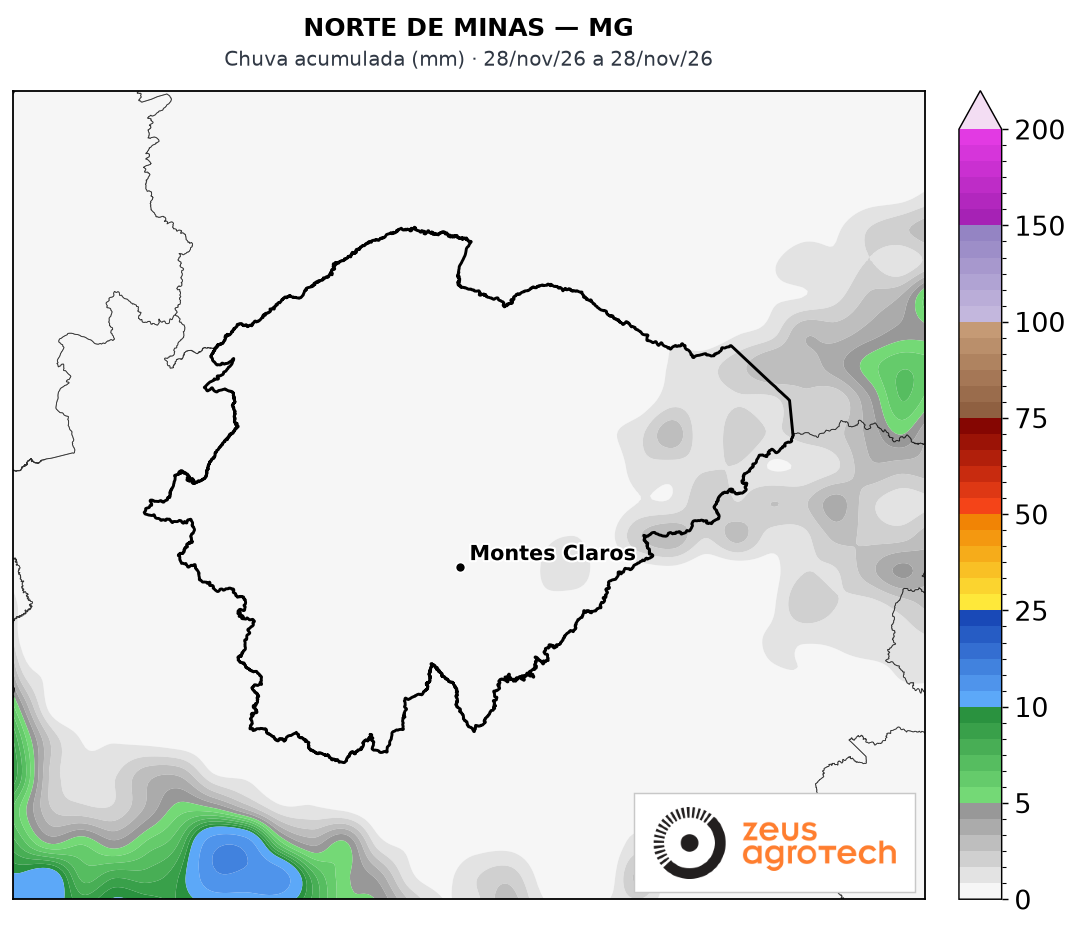 NORTE DE MINAS — MG
Chuva acumulada (mm) · 28/nov/26 a 28/nov/26
200
150
100
75
50
25
10
5
0
Montes Claros
zeus
agrotech